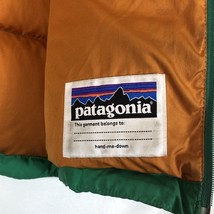 patagonia
This garment belongs to:
hand-me-down